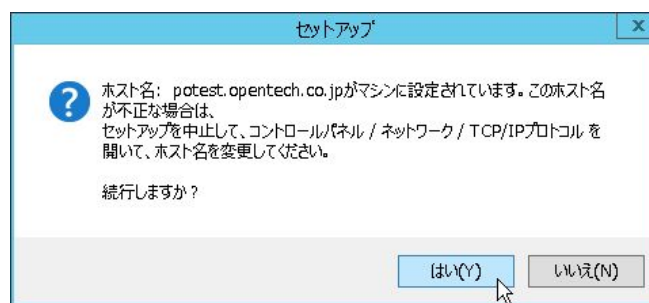 セットアップ
X
ホスト名: potest.opentech.co.jpがマシンに設定されています。このホスト名
が不正な場合は、
セットアップを中止して、コントロールパネル / ネットワーク / TCP/IPプロトコル を
開いて、ホスト名を変更してください。
続行しますか？
はい(Y) いいえ(N)